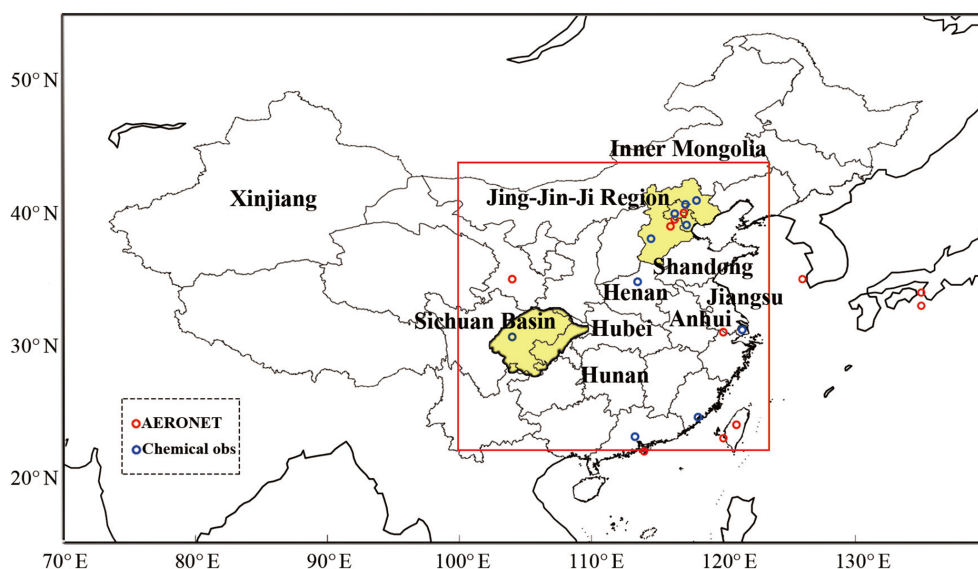 50° N
Inner Mongolia
Xinjiang
Jing-Jin-Ji Region
40° N
Shandong
Henan
Jiangsu
Sichuan Basin
Anhui
Hubei
30° N
Hunan
AERONET
Chemical obs
20° N
70° E
80° E
90° E
100° E
110° E
120° E
130° E